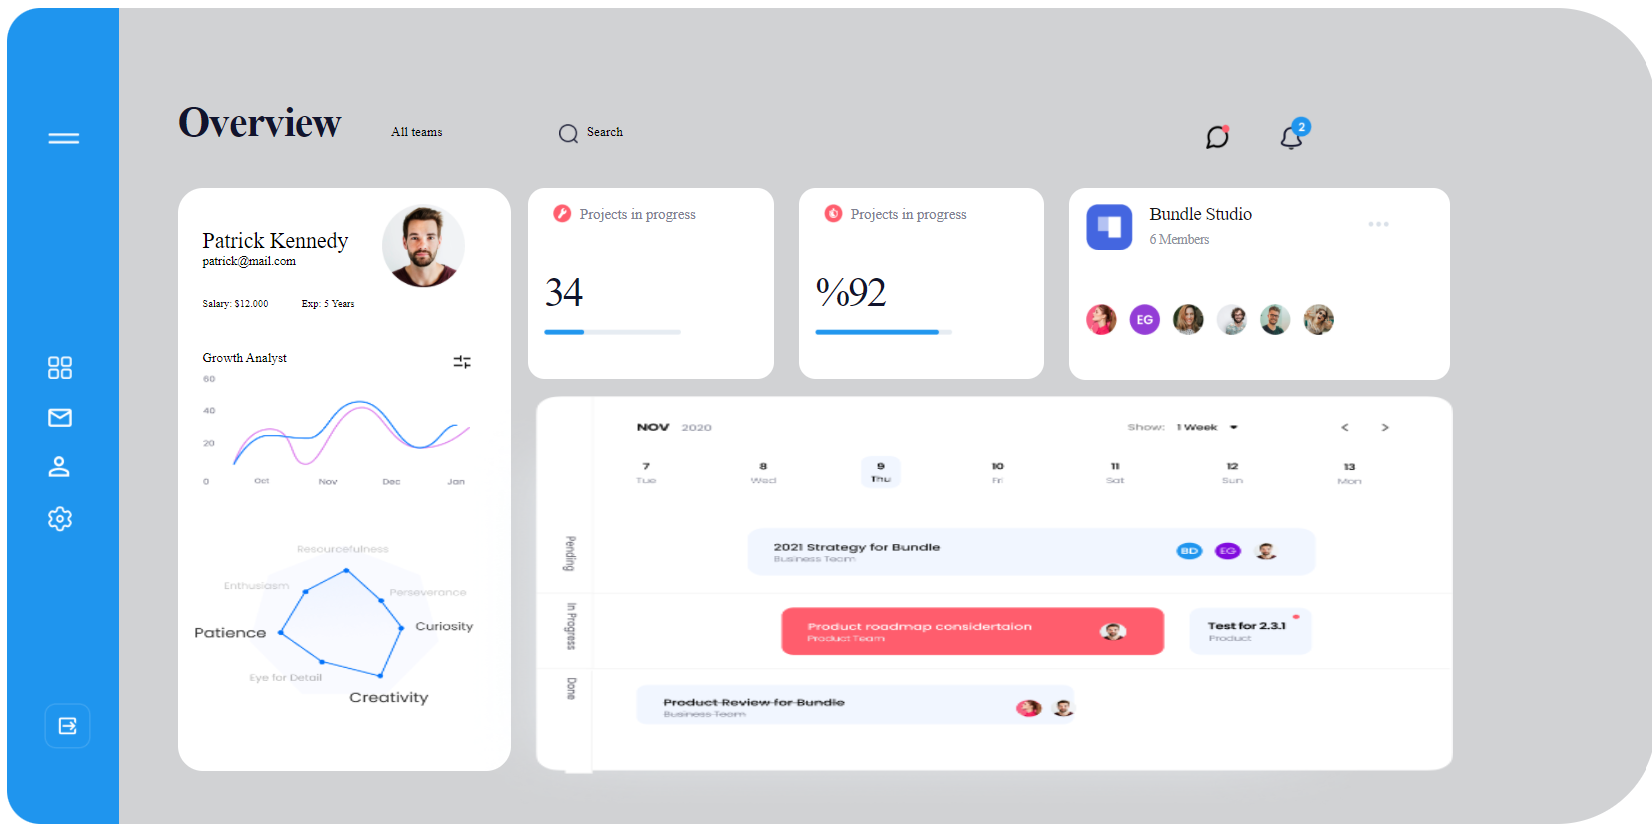 Overview
All teams
Search
2
Patrick Kennedy
patrick@mail.com
Salary: $12.000
Exp: 5 Years
Growth Analyst
60
40
20
0
Oct
Nov
Dec
Jan
Resourcefulness
Enthusiasm
Perseverance
Patience
Curiosity
Eye for Detail
Creativity
Projects in progress
34
Projects in progress
%92
Bundle Studio
6 Members
EG
NOV 2020
Show: 1 Week
< >
7
Tue
8
Wed
9
Thu
10
Fri
11
Sat
12
Sun
13
Mon
Pending
2021 Strategy for Bundle
Business Team
BD
EG
In Progress
Product roadmap considertaion
Product Team
Test for 2.3.1
Product
Done
Product Review for Bundle
Business Team